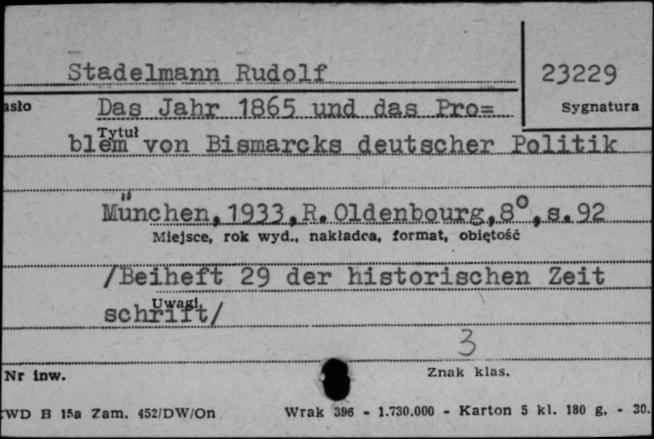 Stadelmann Rudolf
23229
asło
Das Jahr 1865 und das Pro=
Sygnatura
Tytuł
blem von Bismarcks deutscher Politik
München, 1933, R. Oldenbourg, 8°, s. 92
Miejsce, rok wyd., nakładca, format, objętość
/Beiheft 29 der historischen Zeit
Uwagi
schrift/
3
Nr inw.
Znak klas.
WD B 15a Zam. 452/DW/On
Wrak 396 - 1.730.000 - Karton 5 kl. 180 g. - 30.